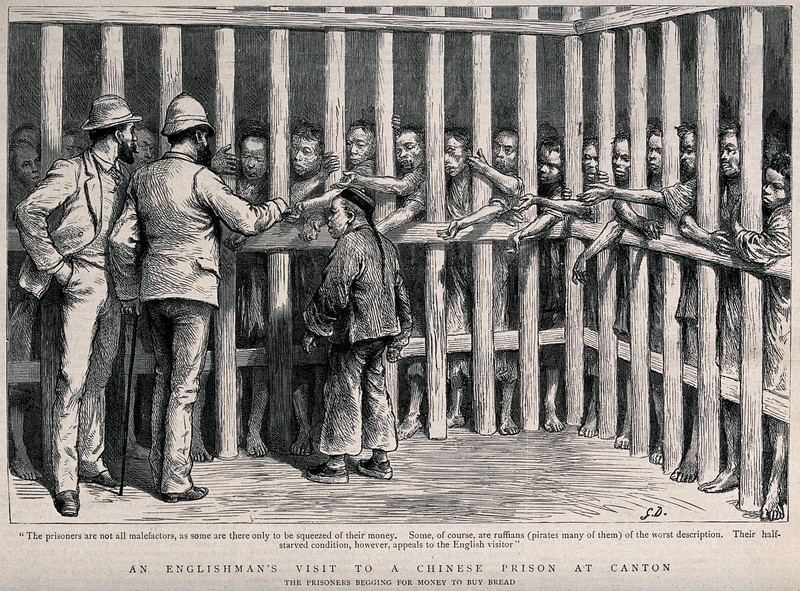 G.D.
"The prisoners are not all malefactors, as some are there only to be squeezed of their money. Some, of course, are ruffians (pirates many of them) of the worst description. Their half-
starved condition, however, appeals to the English visitor"
AN ENGLISHMAN'S VISIT TO A CHINESE PRISON AT CANTON
THE PRISONERS BEGGING FOR MONEY TO BUY BREAD